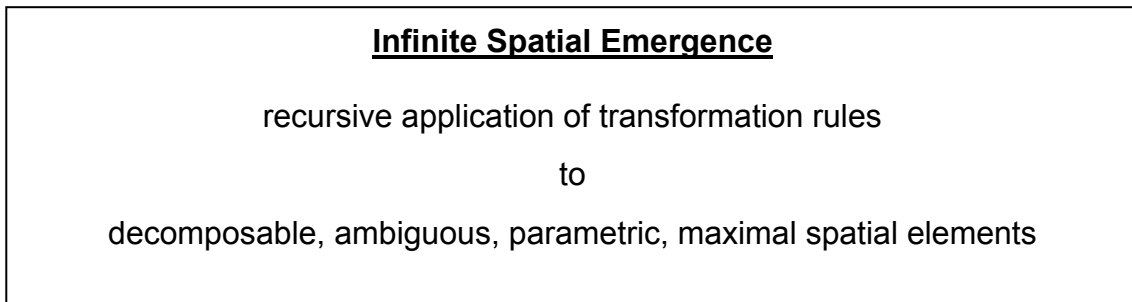 Infinite Spatial Emergence
recursive application of transformation rules
to
decomposable, ambiguous, parametric, maximal spatial elements